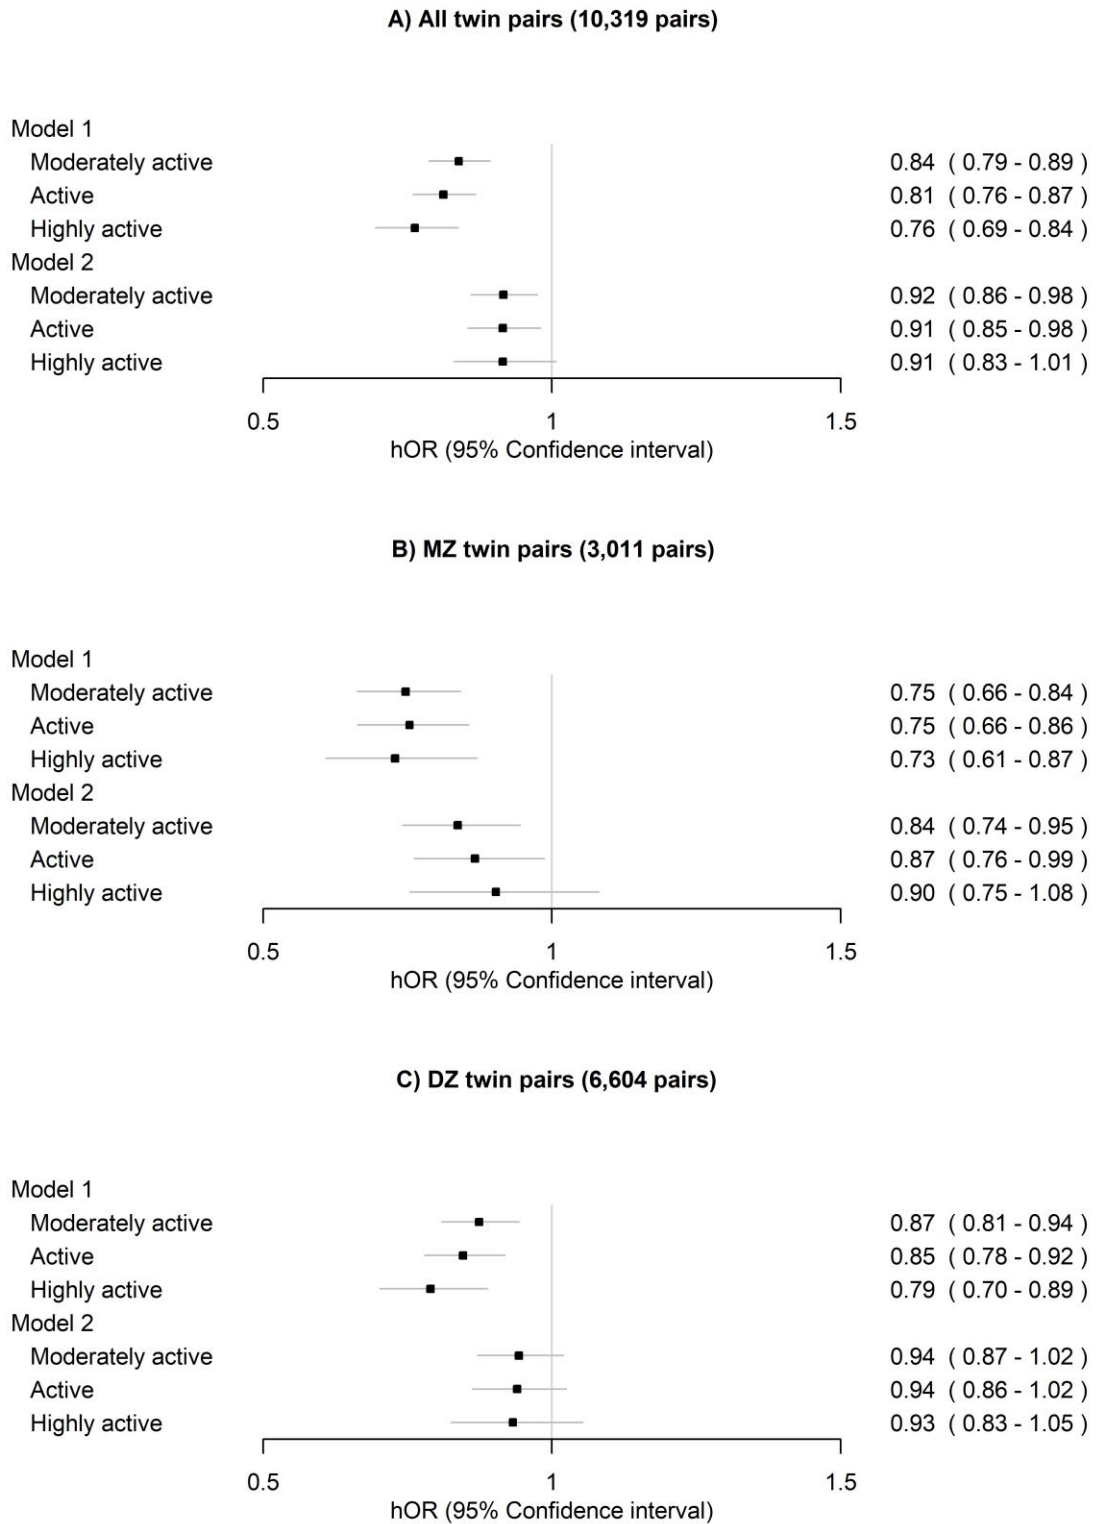 A) All twin pairs (10,319 pairs)
Model 1
Moderately active 0.84 ( 0.79 - 0.89 )
Active 0.81 ( 0.76 - 0.87 )
Highly active 0.76 ( 0.69 - 0.84 )
Model 2
Moderately active 0.92 ( 0.86 - 0.98 )
Active 0.91 ( 0.85 - 0.98 )
Highly active 0.91 ( 0.83 - 1.01 )
0.5 1 1.5
hOR (95% Confidence interval)
B) MZ twin pairs (3,011 pairs)
Model 1
Moderately active 0.75 ( 0.66 - 0.84 )
Active 0.75 ( 0.66 - 0.86 )
Highly active 0.73 ( 0.61 - 0.87 )
Model 2
Moderately active 0.84 ( 0.74 - 0.95 )
Active 0.87 ( 0.76 - 0.99 )
Highly active 0.90 ( 0.75 - 1.08 )
0.5 1 1.5
hOR (95% Confidence interval)
C) DZ twin pairs (6,604 pairs)
Model 1
Moderately active 0.87 ( 0.81 - 0.94 )
Active 0.85 ( 0.78 - 0.92 )
Highly active 0.79 ( 0.70 - 0.89 )
Model 2
Moderately active 0.94 ( 0.87 - 1.02 )
Active 0.94 ( 0.86 - 1.02 )
Highly active 0.93 ( 0.83 - 1.05 )
0.5 1 1.5
hOR (95% Confidence interval)